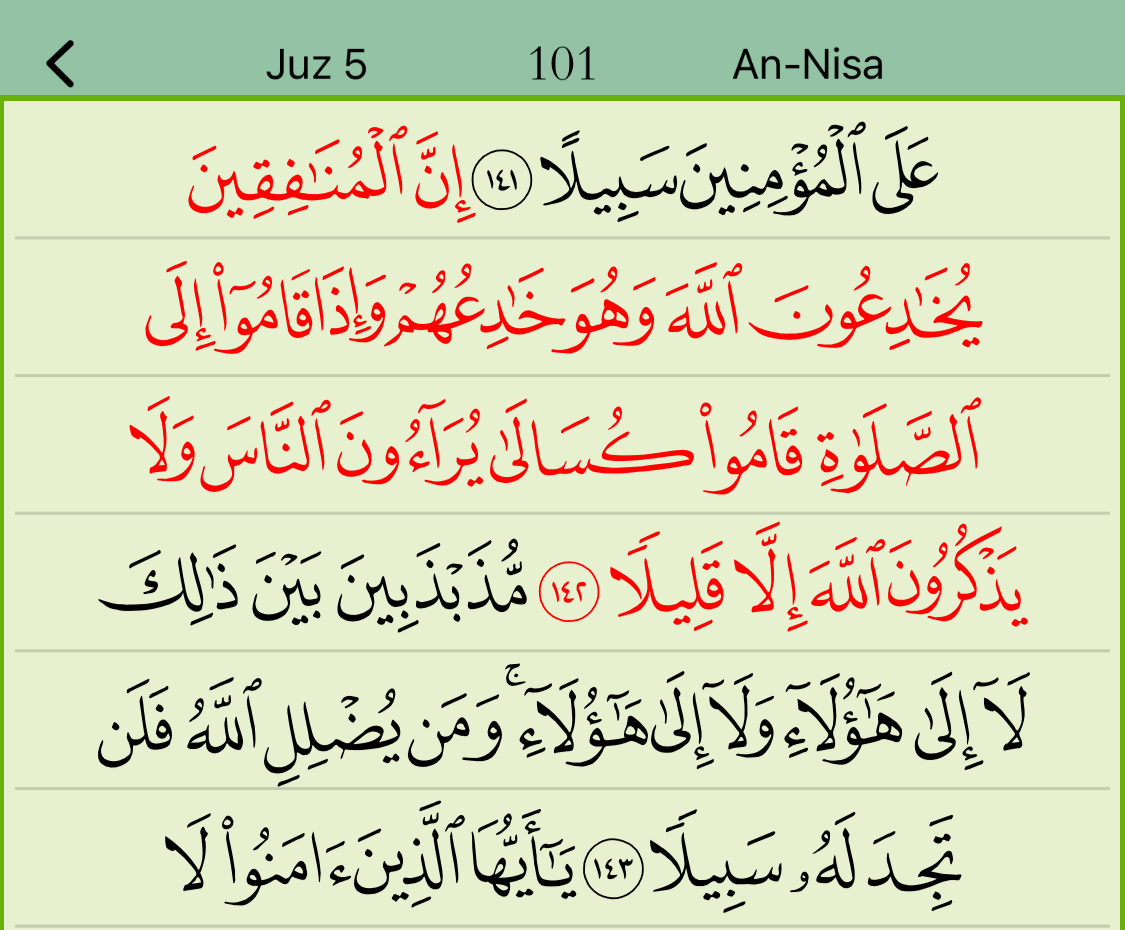 Juz 5 101 An-Nisa
عَلَى ٱلْمُؤْمِنِينَ سَبِيلًا ١٤١ إِنَّ ٱلْمُنَـٰفِقِينَ
يُخَـٰدِعُونَ ٱللَّهَ وَهُوَ خَـٰدِعُهُمْ وَإِذَا قَامُوٓا۟ إِلَى
ٱلصَّلَوٰةِ قَامُوا۟ كُسَالَىٰ يُرَآءُونَ ٱلنَّاسَ وَلَا
يَذْكُرُونَ ٱللَّهَ إِلَّا قَلِيلًا ١٤٢ مُّذَبْذَبِينَ بَيْنَ ذَٰلِكَ
لَآ إِلَىٰ هَـٰٓؤُلَآءِ وَلَآ إِلَىٰ هَـٰٓؤُلَآءِ ۚ وَمَن يُضْلِلِ ٱللَّهُ فَلَن
تَجِدَ لَهُۥ سَبِيلًا ١٤٣ يَـٰٓأَيُّهَا ٱلَّذِينَ ءَامَنُوا۟ لَا